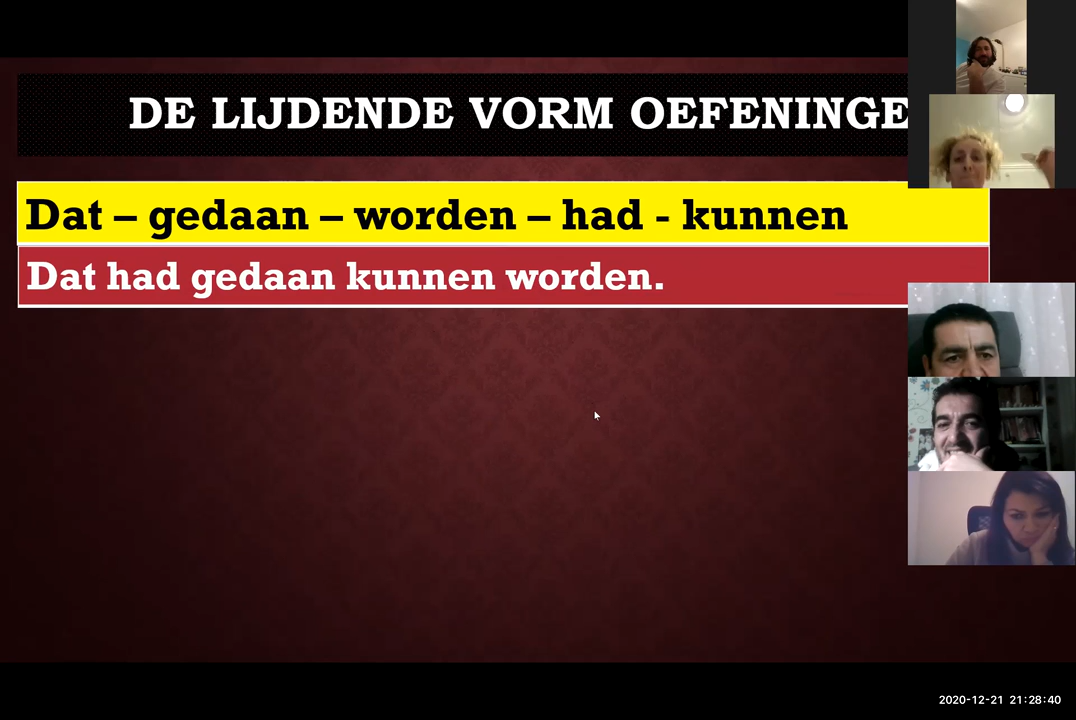 DE LIJDENDE VORM OEFENINGE
Dat – gedaan – worden – had - kunnen
Dat had gedaan kunnen worden.
2020-12-21 21:28:40